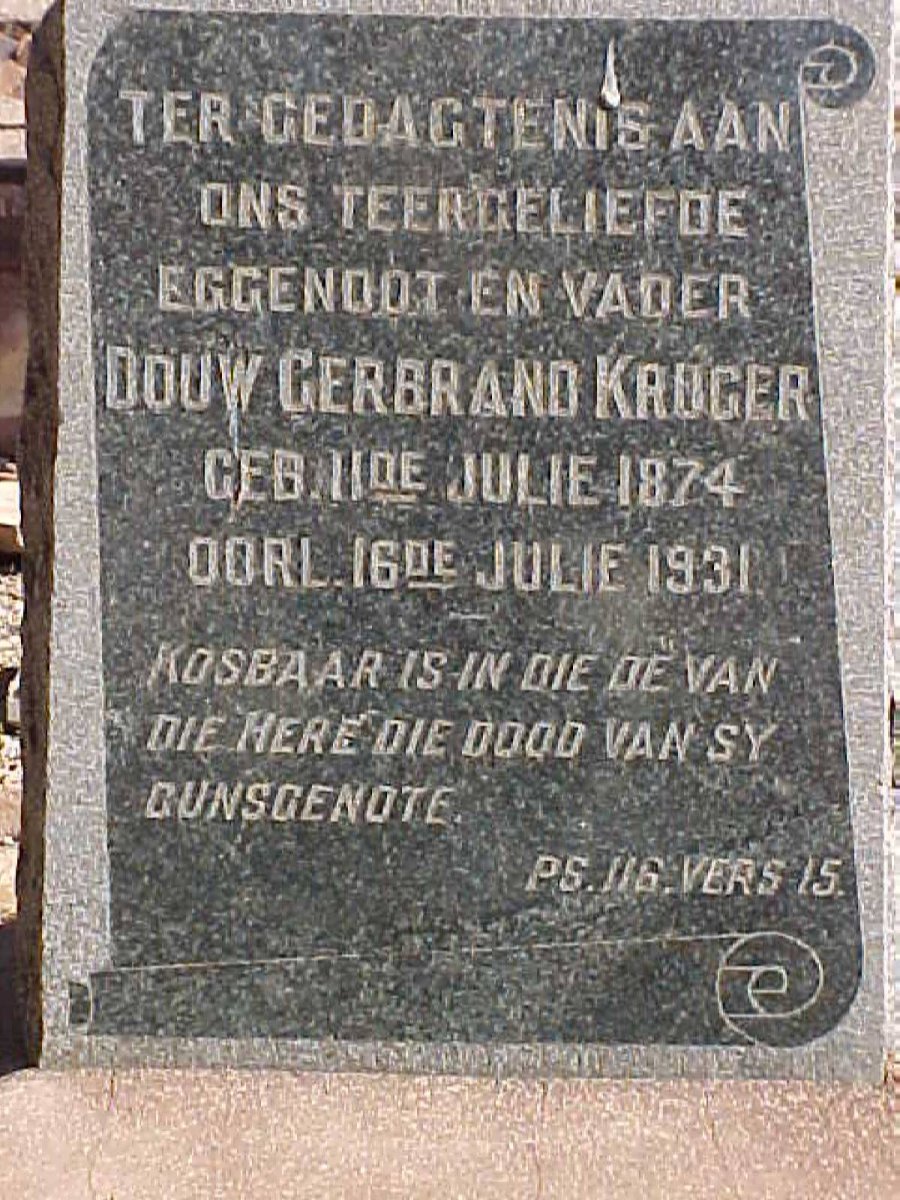 TER GEDAGTENIS AAN
ONS TEERGELIEFDE
EGGENOOT EN VADER
DOUW GERBRAND KRUGER
GEB. 11DE JULIE 1874
OORL. 16DE JULIE 1931
KOSBAAR IS IN DIE OË VAN
DIE HERE DIE DOOD VAN SY
GUNSGENOTE.
PS. 116. VERS 15.